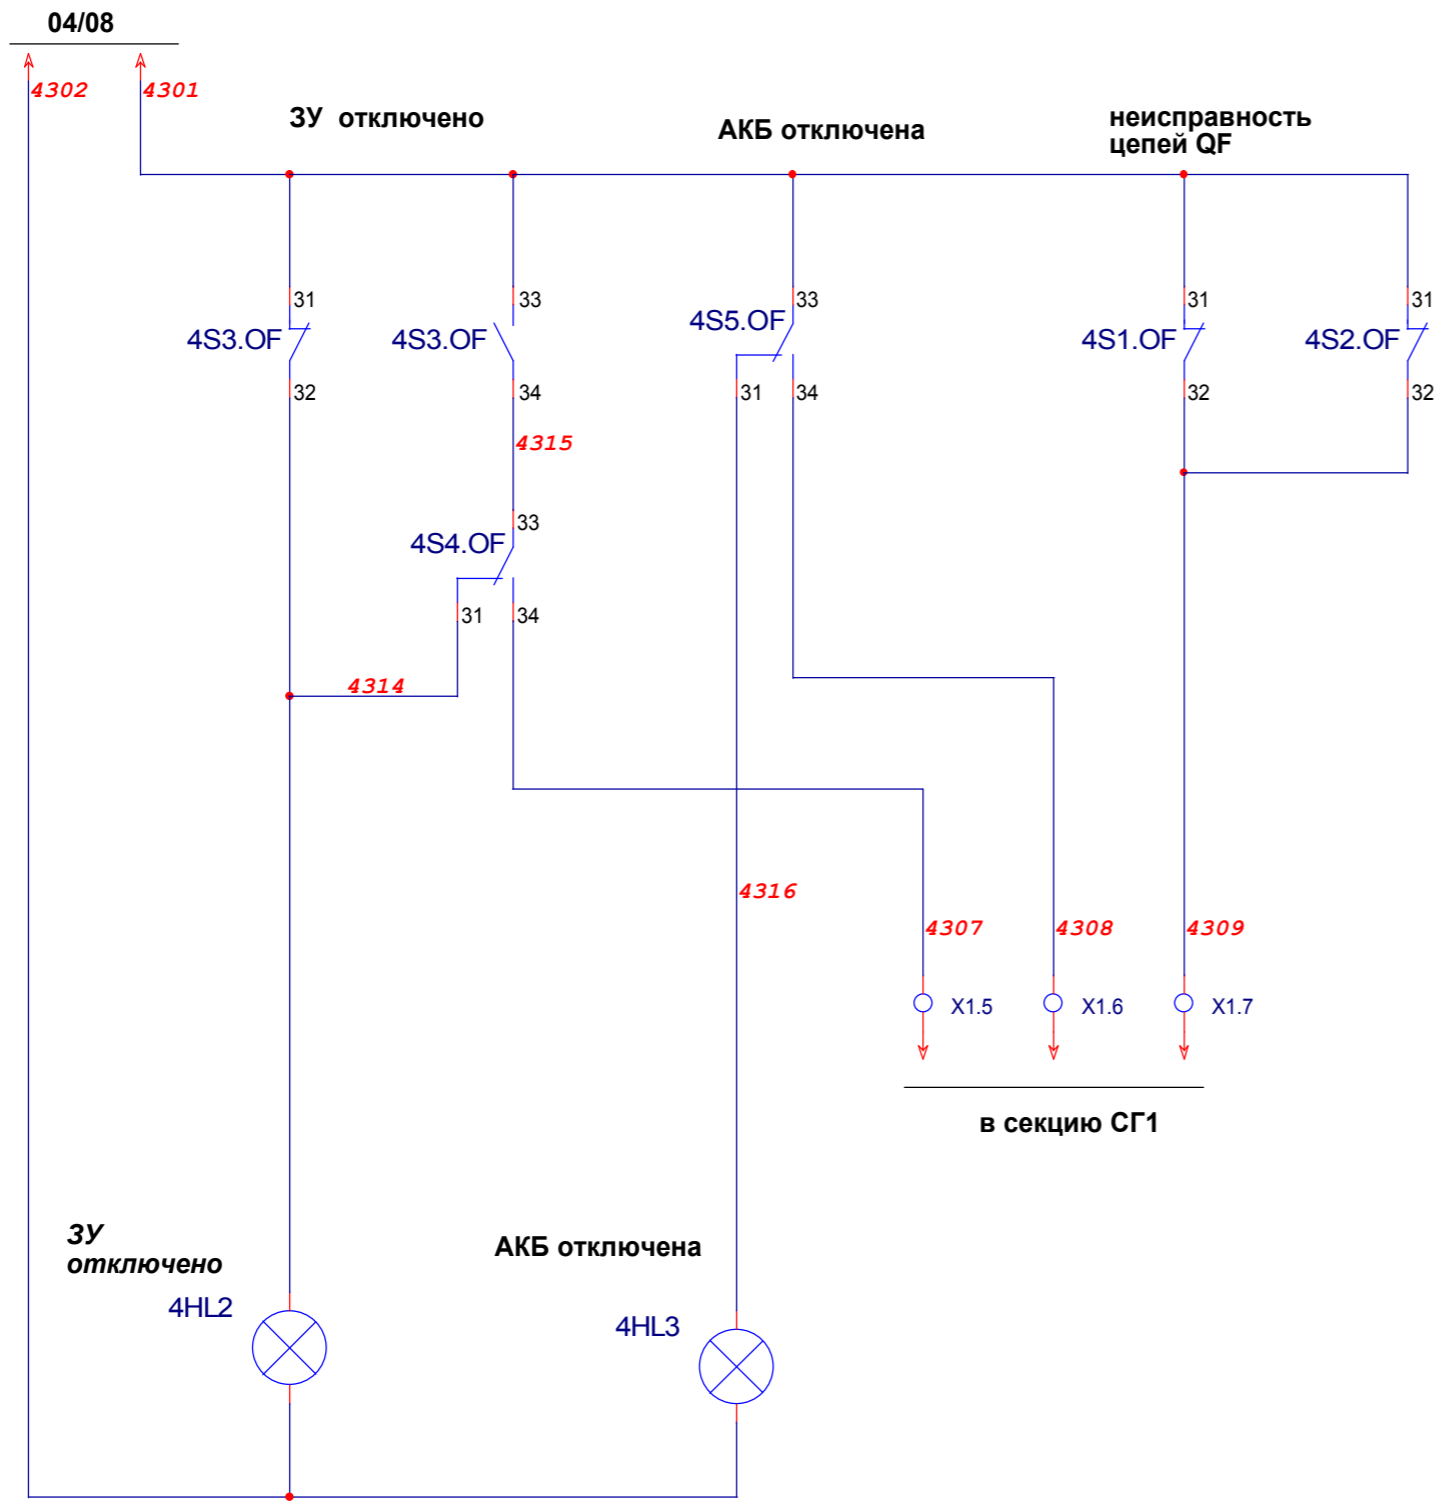 04/08
4302
4301
ЗУ отключено
АКБ отключена
неисправность
цепей QF
31
33
33
31
31
4S3.OF
4S3.OF
4S5.OF
4S1.OF
4S2.OF
32
34
31
34
32
32
4315
33
4S4.OF
31
34
4314
4316
4307
4308
4309
X1.5
X1.6
X1.7
в секцию СГ1
ЗУ
отключено
АКБ отключена
4HL2
4HL3